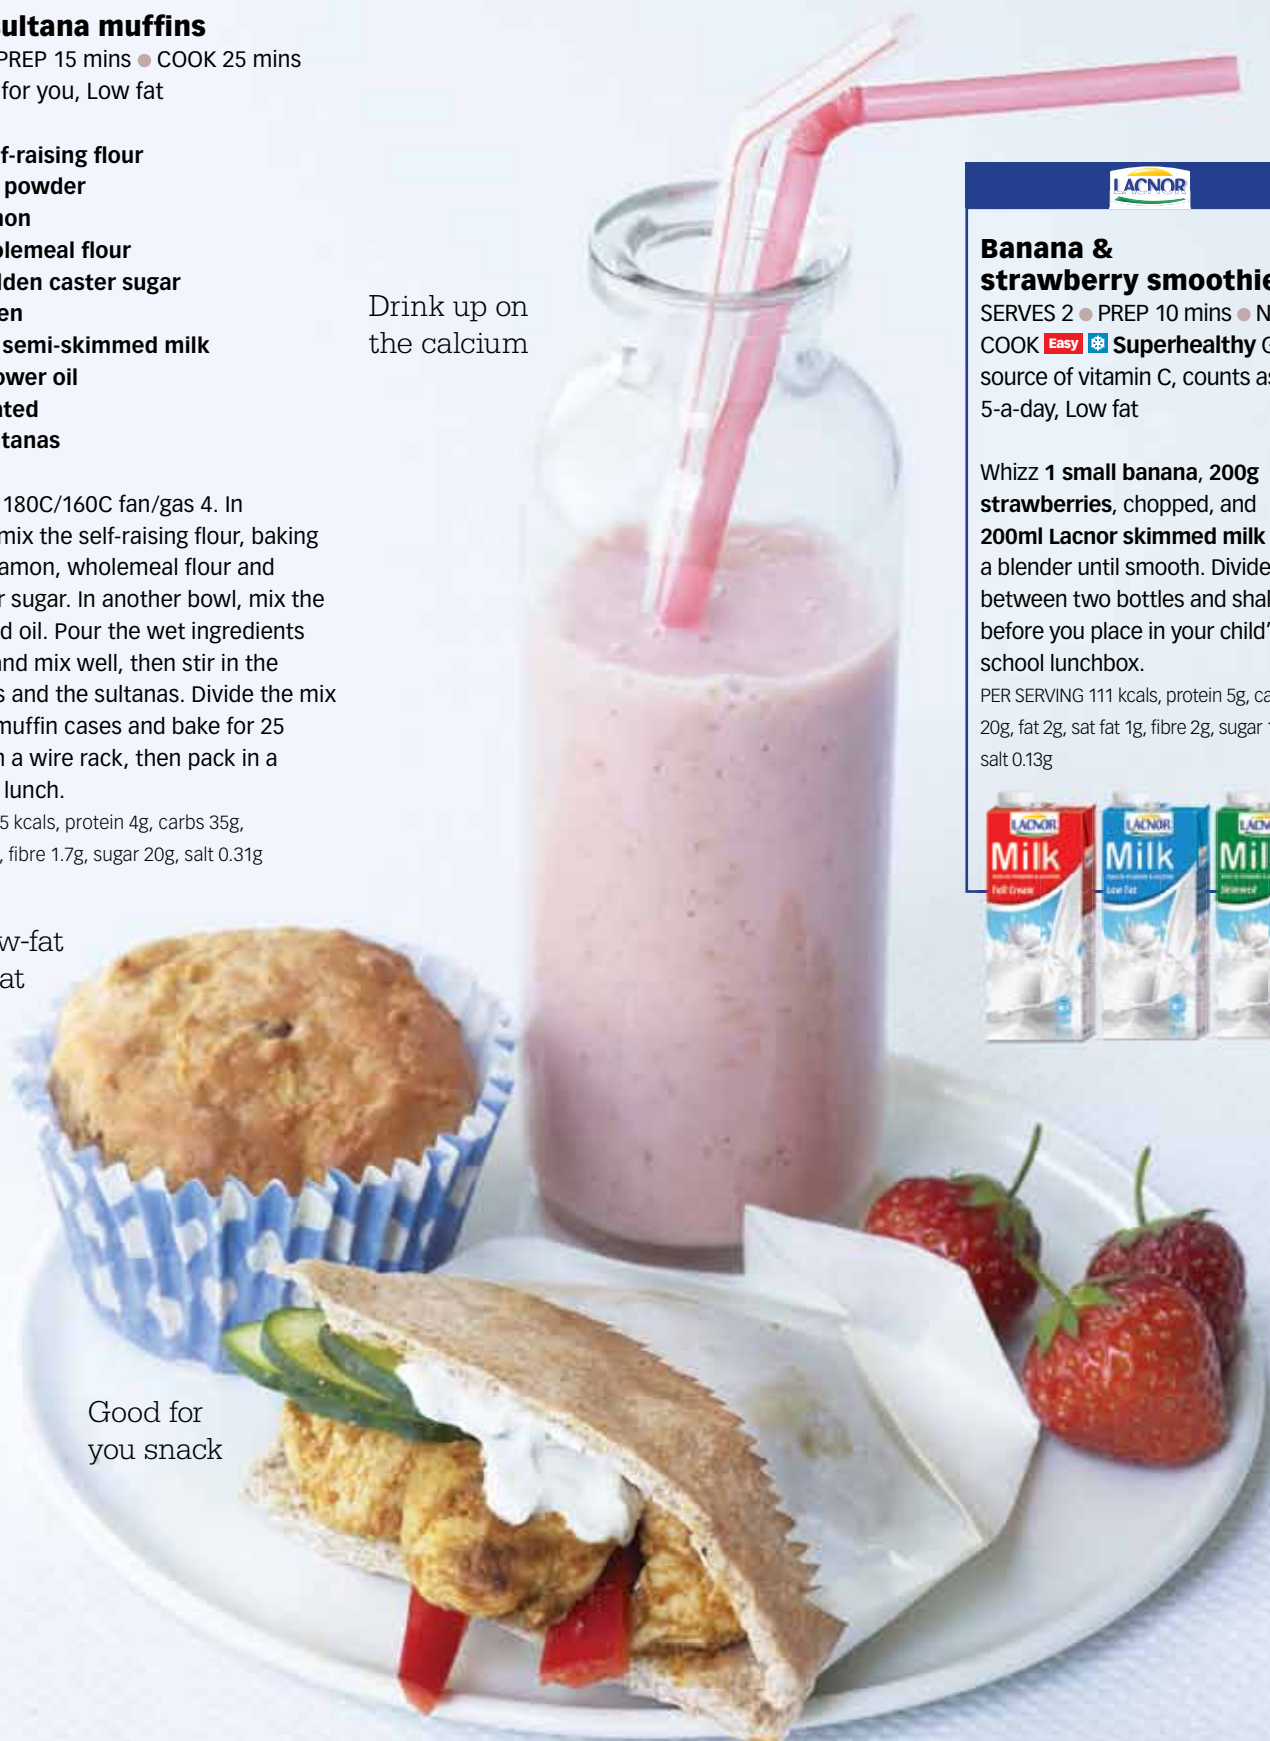 ultana muffins
PREP 15 mins ● COOK 25 mins
for you, Low fat
f-raising flour
powder
non
olemeal flour
lden caster sugar
en
semi-skimmed milk
ower oil
ated
tanas
180C/160C fan/gas 4. In
mix the self-raising flour, baking
amon, wholemeal flour and
r sugar. In another bowl, mix the
d oil. Pour the wet ingredients
and mix well, then stir in the
s and the sultanas. Divide the mix
muffin cases and bake for 25
n a wire rack, then pack in a
lunch.
5 kcals, protein 4g, carbs 35g,
, fibre 1.7g, sugar 20g, salt 0.31g
w-fat
at
Drink up on
the calcium
LACNOR
Banana &
strawberry smoothie
SERVES 2 ● PREP 10 mins ● N
COOK Easy Superhealthy G
source of vitamin C, counts as
5-a-day, Low fat
Whizz 1 small banana, 200g
strawberries, chopped, and
200ml Lacnor skimmed milk
a blender until smooth. Divide
between two bottles and shak
before you place in your child'
school lunchbox.
PER SERVING 111 kcals, protein 5g, ca
20g, fat 2g, sat fat 1g, fibre 2g, sugar 1
salt 0.13g
LACNOR
Milk
Full Cream
LACNOR
Milk
Low Fat
LACN
Mil
Skimmed
Good for
you snack